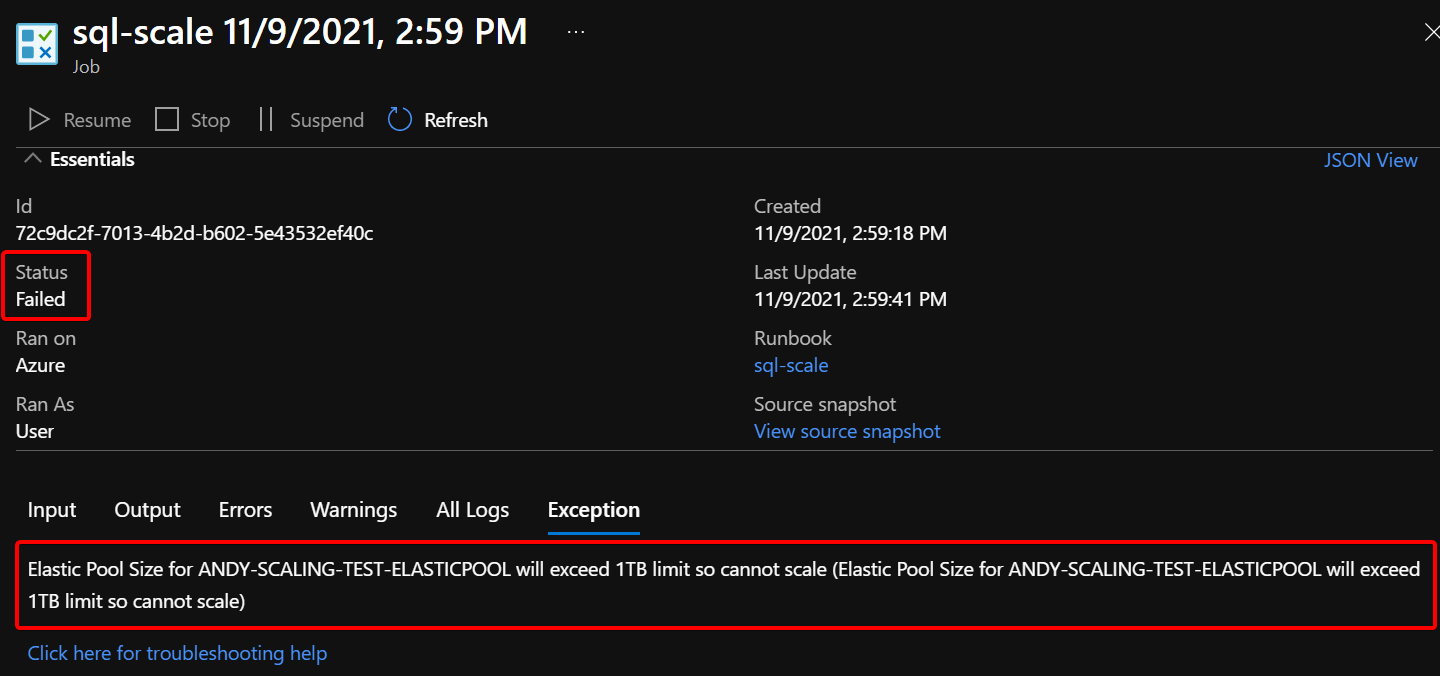 sql-scale 11/9/2021, 2:59 PM ...
Job
Resume Stop Suspend Refresh
Essentials JSON View
Id Created
72c9dc2f-7013-4b2d-b602-5e43532ef40c 11/9/2021, 2:59:18 PM
Status Last Update
Failed 11/9/2021, 2:59:41 PM
Ran on Runbook
Azure sql-scale
Ran As Source snapshot
User View source snapshot
Input Output Errors Warnings All Logs Exception
Elastic Pool Size for ANDY-SCALING-TEST-ELASTICPOOL will exceed 1TB limit so cannot scale (Elastic Pool Size for ANDY-SCALING-TEST-ELASTICPOOL will exceed
1TB limit so cannot scale)
Click here for troubleshooting help